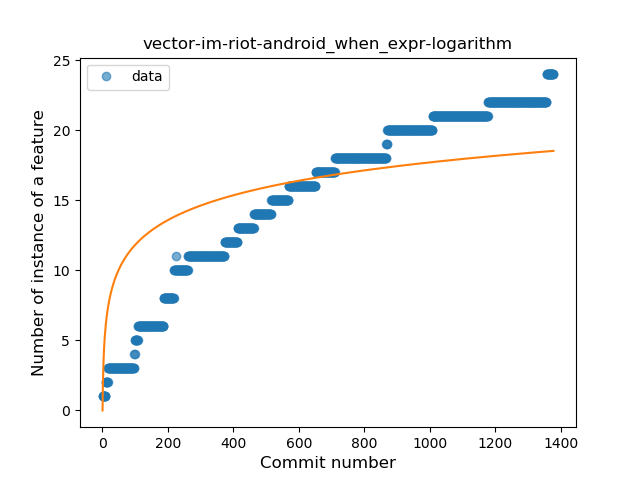 vector-im-riot-android_when_expr-logarithm
data
Number of instance of a feature
25
20
15
10
5
0
0 200 400 600 800 1000 1200 1400
Commit number